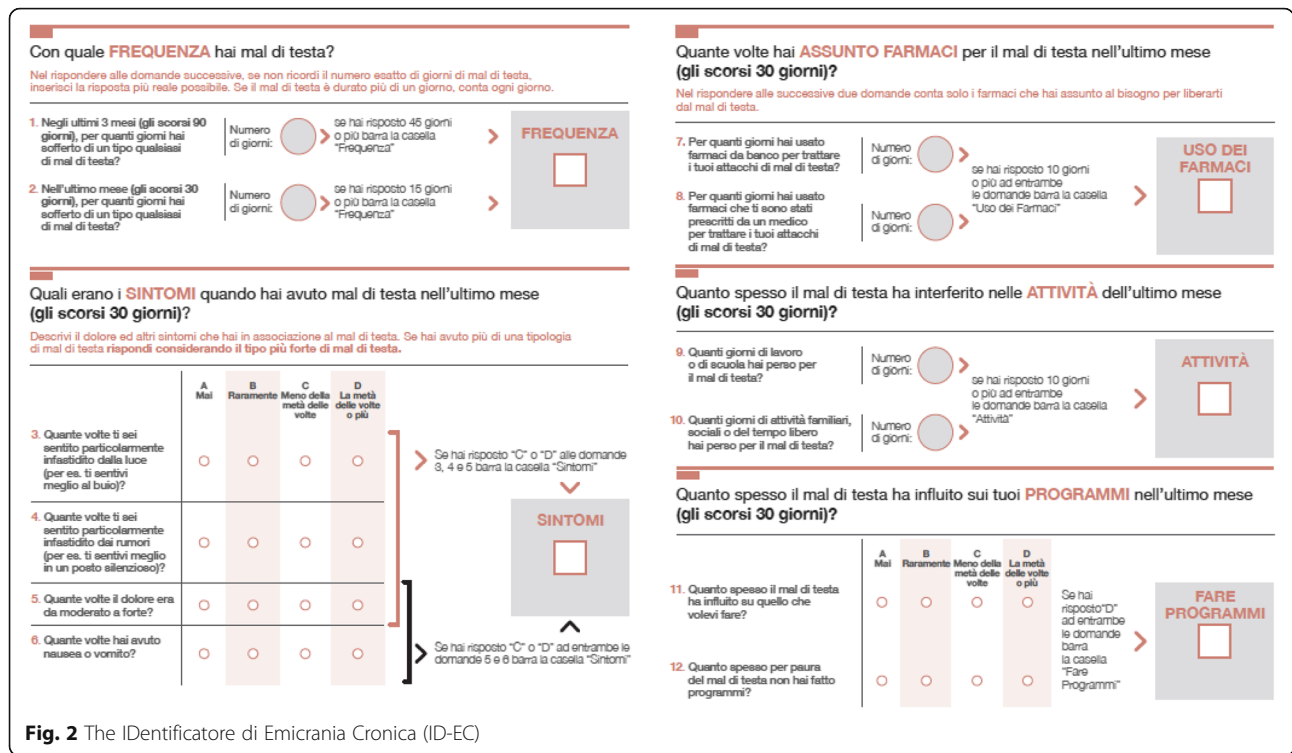 Con quale FREQUENZA hai mal di testa?
Nel rispondere alle domande successive, se non ricordi il numero esatto di giorni di mal di testa,
inserisci la risposta più reale possibile. Se il mal di testa è durato più di un giorno, conta ogni giorno.
1. Negli ultimi 3 mesi (gli scorsi 90
giorni), per quanti giorni hai
sofferto di un tipo qualsiasi
di mal di testa?
Numero
di giorni:
se hai risposto 45 giorni
o più barra la casella
"Frequenza"
FREQUENZA
2. Nell'ultimo mese (gli scorsi 30
giorni), per quanti giorni hai
sofferto di un tipo qualsiasi
di mal di testa?
Numero
di giorni:
se hai risposto 15 giorni
o più barra la casella
"Frequenza"
Quali erano i SINTOMI quando hai avuto mal di testa nell'ultimo mese
(gli scorsi 30 giorni)?
Descrivi il dolore ed altri sintomi che hai in associazione al mal di testa. Se hai avuto più di una tipologia
di mal di testa rispondi considerando il tipo più forte di mal di testa.
A
Mai
B
Raramente
C
Meno della
metà delle
volte
D
La metà
delle volte
o più
3. Quante volte ti sei
sentito particolarmente
infastidito dalla luce
(per es. ti sentivi
meglio al buio)?
4. Quante volte ti sei
sentito particolarmente
infastidito dai rumori
(per es. ti sentivi meglio
in un posto silenzioso)?
5. Quante volte il dolore era
da moderato a forte?
6. Quante volte hai avuto
nausea o vomito?
Se hai risposto "C" o "D" alle domande
3, 4 e 5 barra la casella "Sintomi"
SINTOMI
Se hai risposto "C" o "D" ad entrambe le
domande 5 e 6 barra la casella "Sintomi"
Quante volte hai ASSUNTO FARMACI per il mal di testa nell'ultimo mese
(gli scorsi 30 giorni)?
Nel rispondere alle successive due domande conta solo i farmaci che hai assunto al bisogno per liberarti
dal mal di testa.
7. Per quanti giorni hai usato
farmaci da banco per trattare
i tuoi attacchi di mal di testa?
Numero
di giorni:
8. Per quanti giorni hai usato
farmaci che ti sono stati
prescritti da un medico
per trattare i tuoi attacchi
di mal di testa?
Numero
di giorni:
se hai risposto 10 giorni
o più ad entrambe
le domande barra la casella
"Uso dei Farmaci"
USO DEI
FARMACI
Quanto spesso il mal di testa ha interferito nelle ATTIVITÀ dell'ultimo mese
(gli scorsi 30 giorni)?
9. Quanti giorni di lavoro
o di scuola hai perso per
il mal di testa?
Numero
di giorni:
10. Quanti giorni di attività familiari,
sociali o del tempo libero
hai perso per il mal di testa?
Numero
di giorni:
se hai risposto 10 giorni
o più ad entrambe
le domande barra la casella
"Attività"
ATTIVITÀ
Quanto spesso il mal di testa ha influito sui tuoi PROGRAMMI nell'ultimo mese
(gli scorsi 30 giorni)?
A
Mai
B
Raramente
C
Meno della
metà delle
volte
D
La metà
delle volte
o più
11. Quanto spesso il mal di testa
ha influito su quello che
volevi fare?
12. Quanto spesso per paura
del mal di testa non hai fatto
programmi?
Se hai
risposto"D"
ad entrambe
le domande
barra
la casella
"Fare
Programmi"
FARE
PROGRAMMI
Fig. 2 The IDentificatore di Emicrania Cronica (ID-EC)